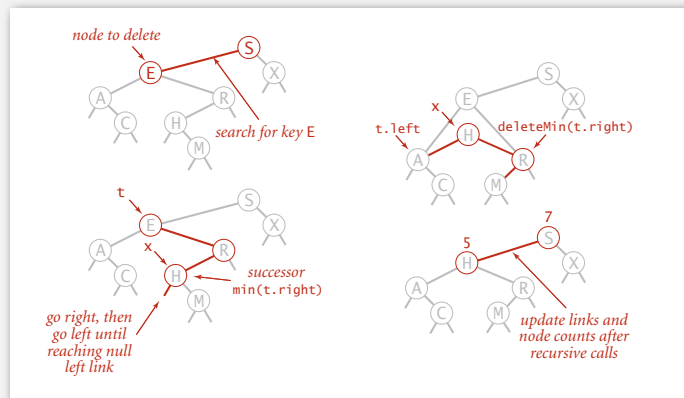 node to delete
S
E
X
A
R
C
H
M
search for key E
t
S
E
X
x
A
R
C
H
M
successor
min(t.right)
go right, then
go left until
reaching null
left link
S
E
X
x
H
t.left
deleteMin(t.right)
A
R
C
M
7
5
S
H
X
A
R
C
M
update links and
node counts after
recursive calls